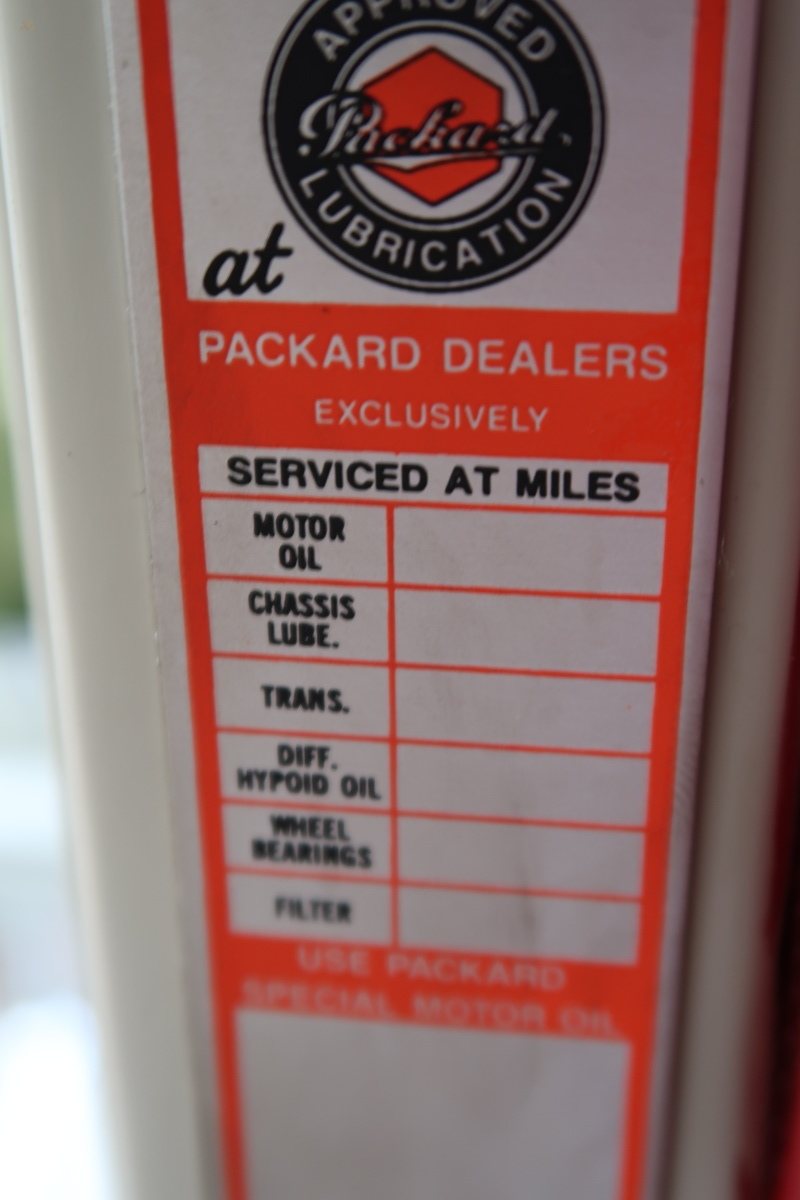 APPROVED
Packard
LUBRICATION
at
PACKARD DEALERS
EXCLUSIVELY
SERVICED AT MILES
MOTOR
OIL
CHASSIS
LUBE.
TRANS.
DIFF.
HYPOID OIL
WHEEL
BEARINGS
FILTER
USE PACKARD
SPECIAL MOTOR OIL